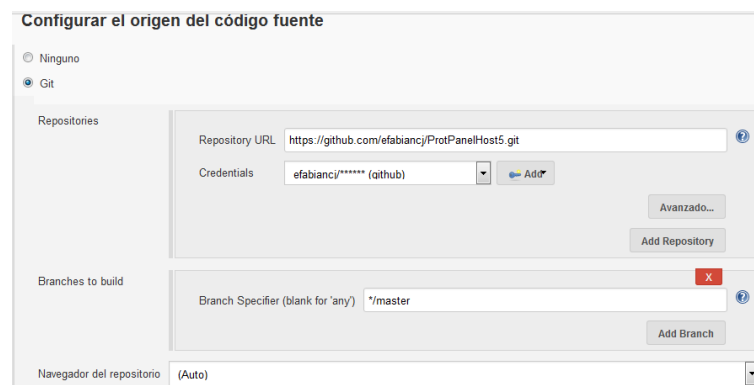 Configurar el origen del código fuente
Ninguno
Git
Repositories
Repository URL https://github.com/efabiancj/ProtPanelHost5.git
Credentials efabiancj/****** (github) Add
Avanzado...
Add Repository
Branches to build
X
Branch Specifier (blank for 'any') */master
Add Branch
Navegador del repositorio (Auto)